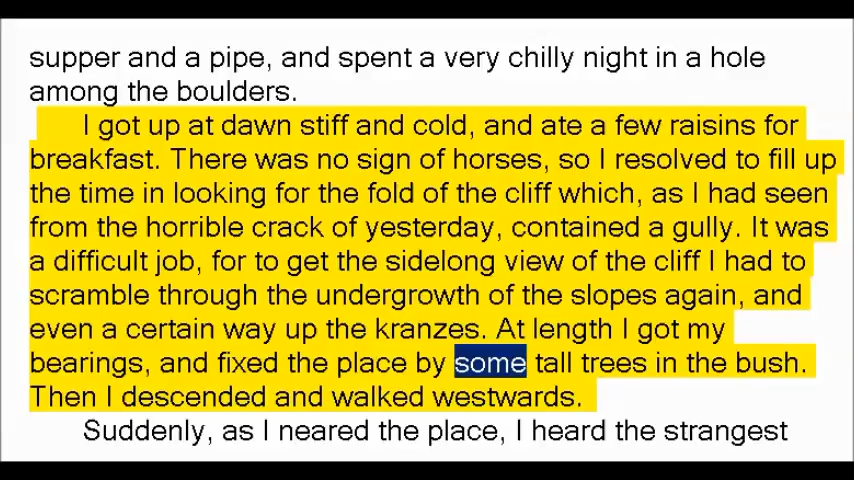 supper and a pipe, and spent a very chilly night in a hole
among the boulders.
I got up at dawn stiff and cold, and ate a few raisins for
breakfast. There was no sign of horses, so I resolved to fill up
the time in looking for the fold of the cliff which, as I had seen
from the horrible crack of yesterday, contained a gully. It was
a difficult job, for to get the sidelong view of the cliff I had to
scramble through the undergrowth of the slopes again, and
even a certain way up the kranzes. At length I got my
bearings, and fixed the place by some tall trees in the bush.
Then I descended and walked westwards.
Suddenly, as I neared the place, I heard the strangest